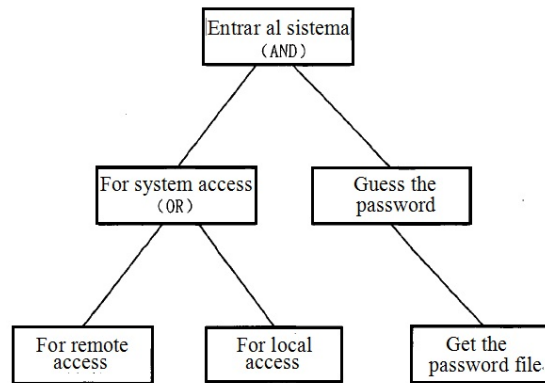 Entrar al sistema
(AND)
For system access
(OR)
Guess the
password
For remote
access
For local
access
Get the
password file